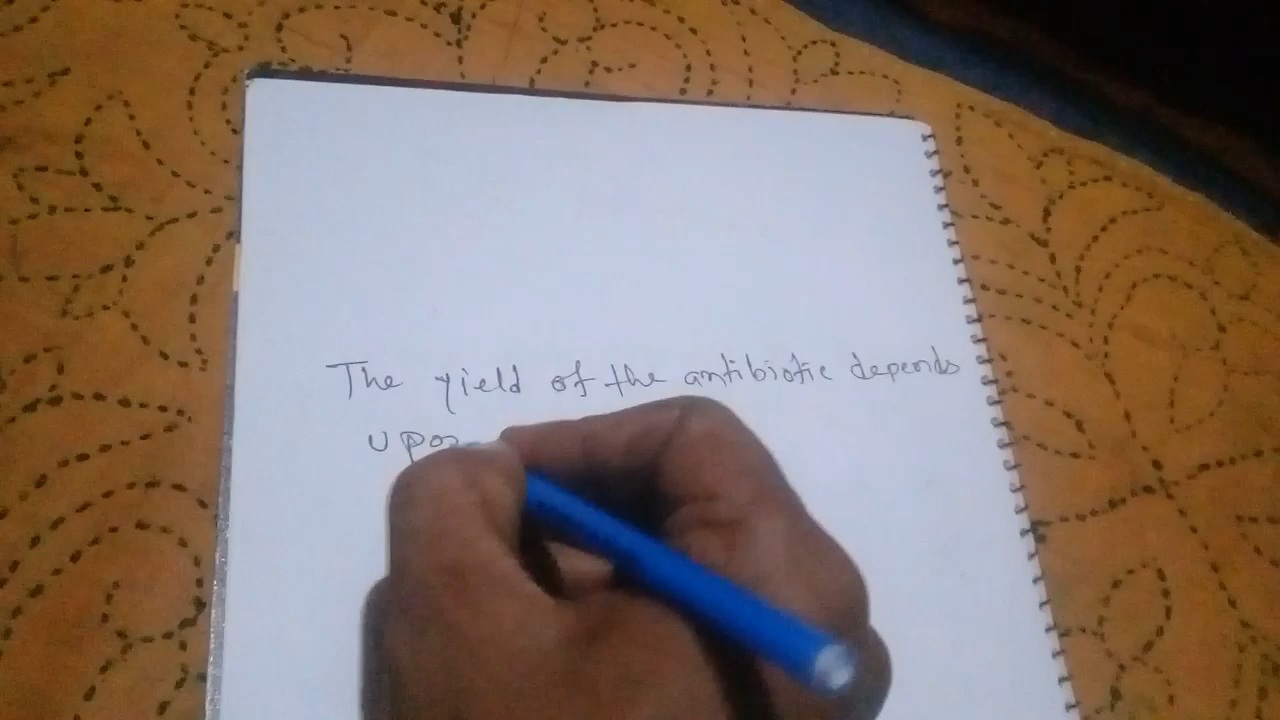 The yield of the antibiotic depends
upon